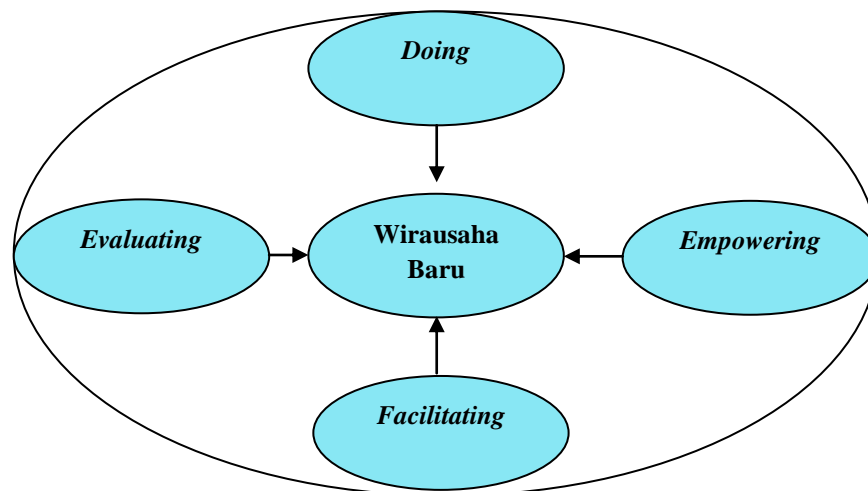 Doing
Evaluating
Wirausaha
Baru
Empowering
Facilitating